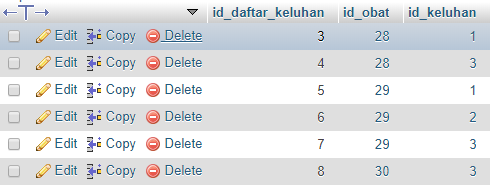 id_daftar_keluhan id_obat id_keluhan
Edit Copy Delete 3 28 1
Edit Copy Delete 4 28 3
Edit Copy Delete 5 29 1
Edit Copy Delete 6 29 2
Edit Copy Delete 7 29 3
Edit Copy Delete 8 30 3